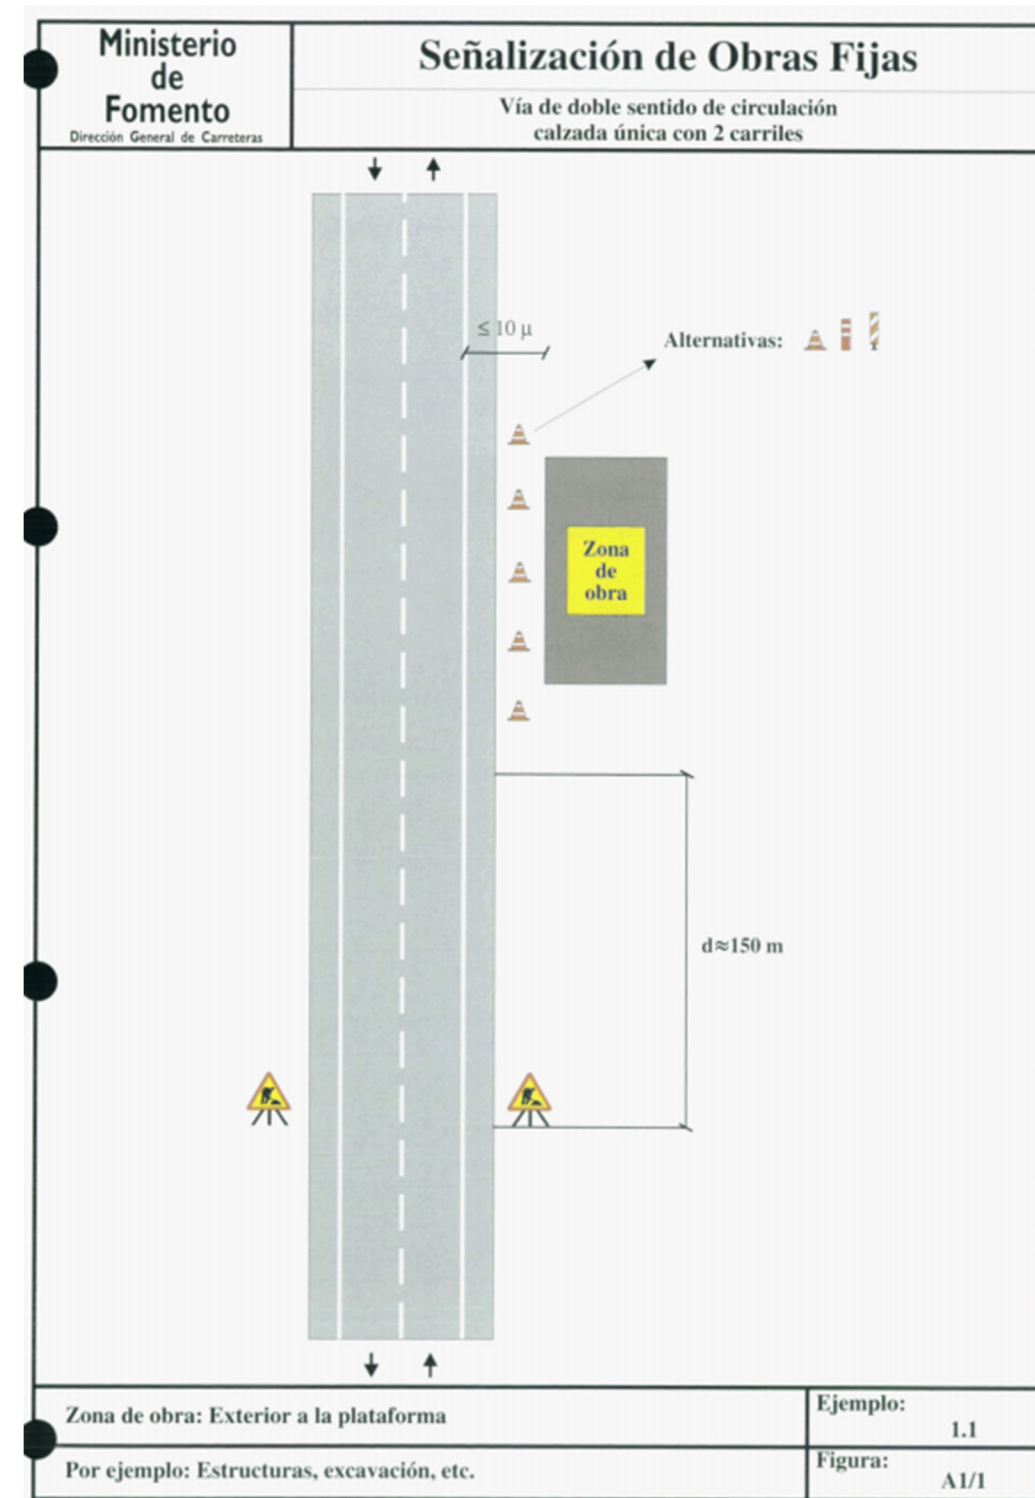 Ministerio
de
Fomento
Dirección General de Carreteras
Señalización de Obras Fijas
Vía de doble sentido de circulación
calzada única con 2 carriles
≤ 10 μ
Alternativas:
Zona
de
obra
d≈150 m
Zona de obra: Exterior a la plataforma
Ejemplo:
1.1
Por ejemplo: Estructuras, excavación, etc.
Figura:
A1/1